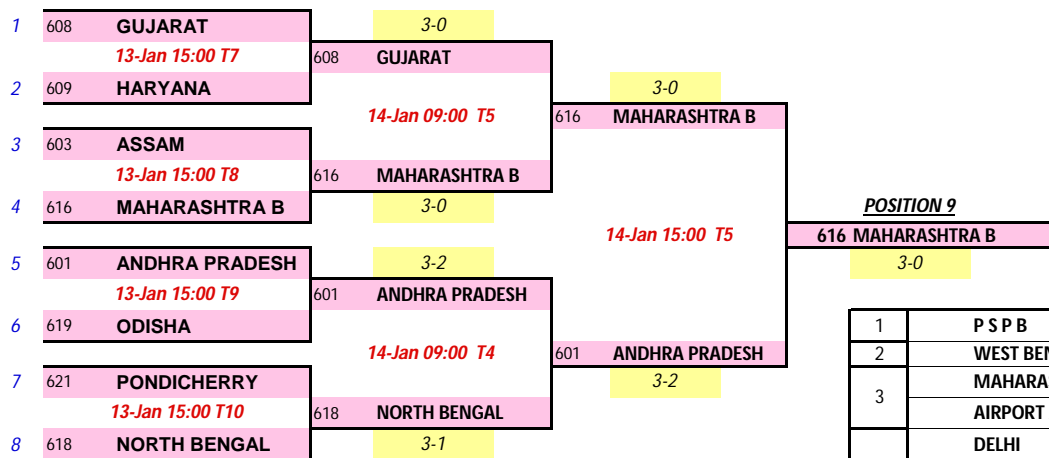 1 608 GUJARAT 3-0
13-Jan 15:00 T7 608 GUJARAT
2 609 HARYANA 3-0
14-Jan 09:00 T5 616 MAHARASHTRA B
3 603 ASSAM
13-Jan 15:00 T8 616 MAHARASHTRA B
4 616 MAHARASHTRA B 3-0 POSITION 9
14-Jan 15:00 T5 616 MAHARASHTRA B
5 601 ANDHRA PRADESH 3-2 3-0
13-Jan 15:00 T9 601 ANDHRA PRADESH
6 619 ODISHA 1 P S P B
14-Jan 09:00 T4 601 ANDHRA PRADESH 2 WEST
7 621 PONDICHERRY 3-2
3
13-Jan 15:00 T10 618 NORTH BENGAL AIRPORT
8 618 NORTH BENGAL 3-1 DELHI